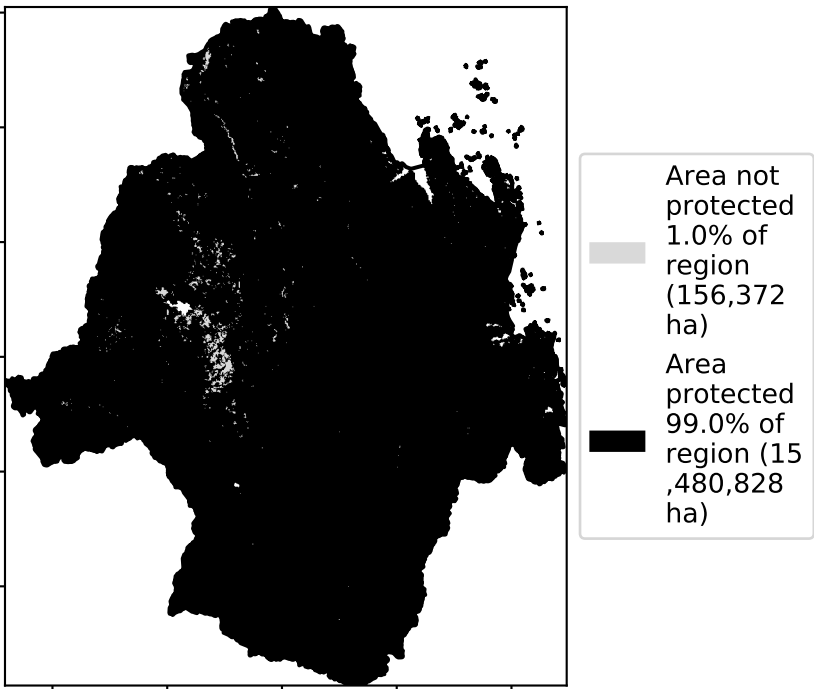 Area not
protected
1.0% of
region
(156,372
ha)
Area
protected
99.0% of
region (15
,480,828
ha)